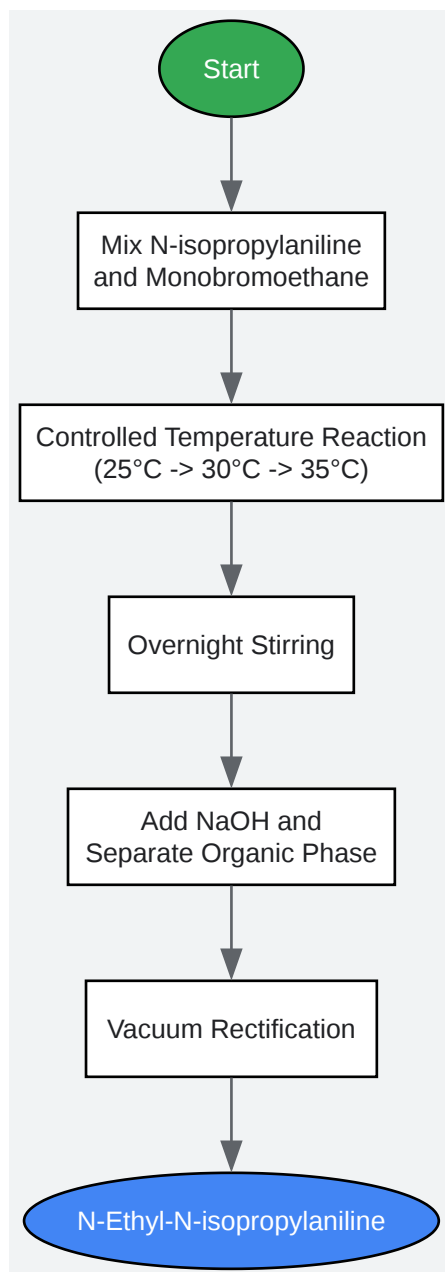 Start
Mix N-isopropylaniline
and Monobromoethane
Controlled Temperature Reaction
(25°C -> 30°C -> 35°C)
Overnight Stirring
Add NaOH and
Separate Organic Phase
Vacuum Rectification
N-Ethyl-N-isopropylaniline